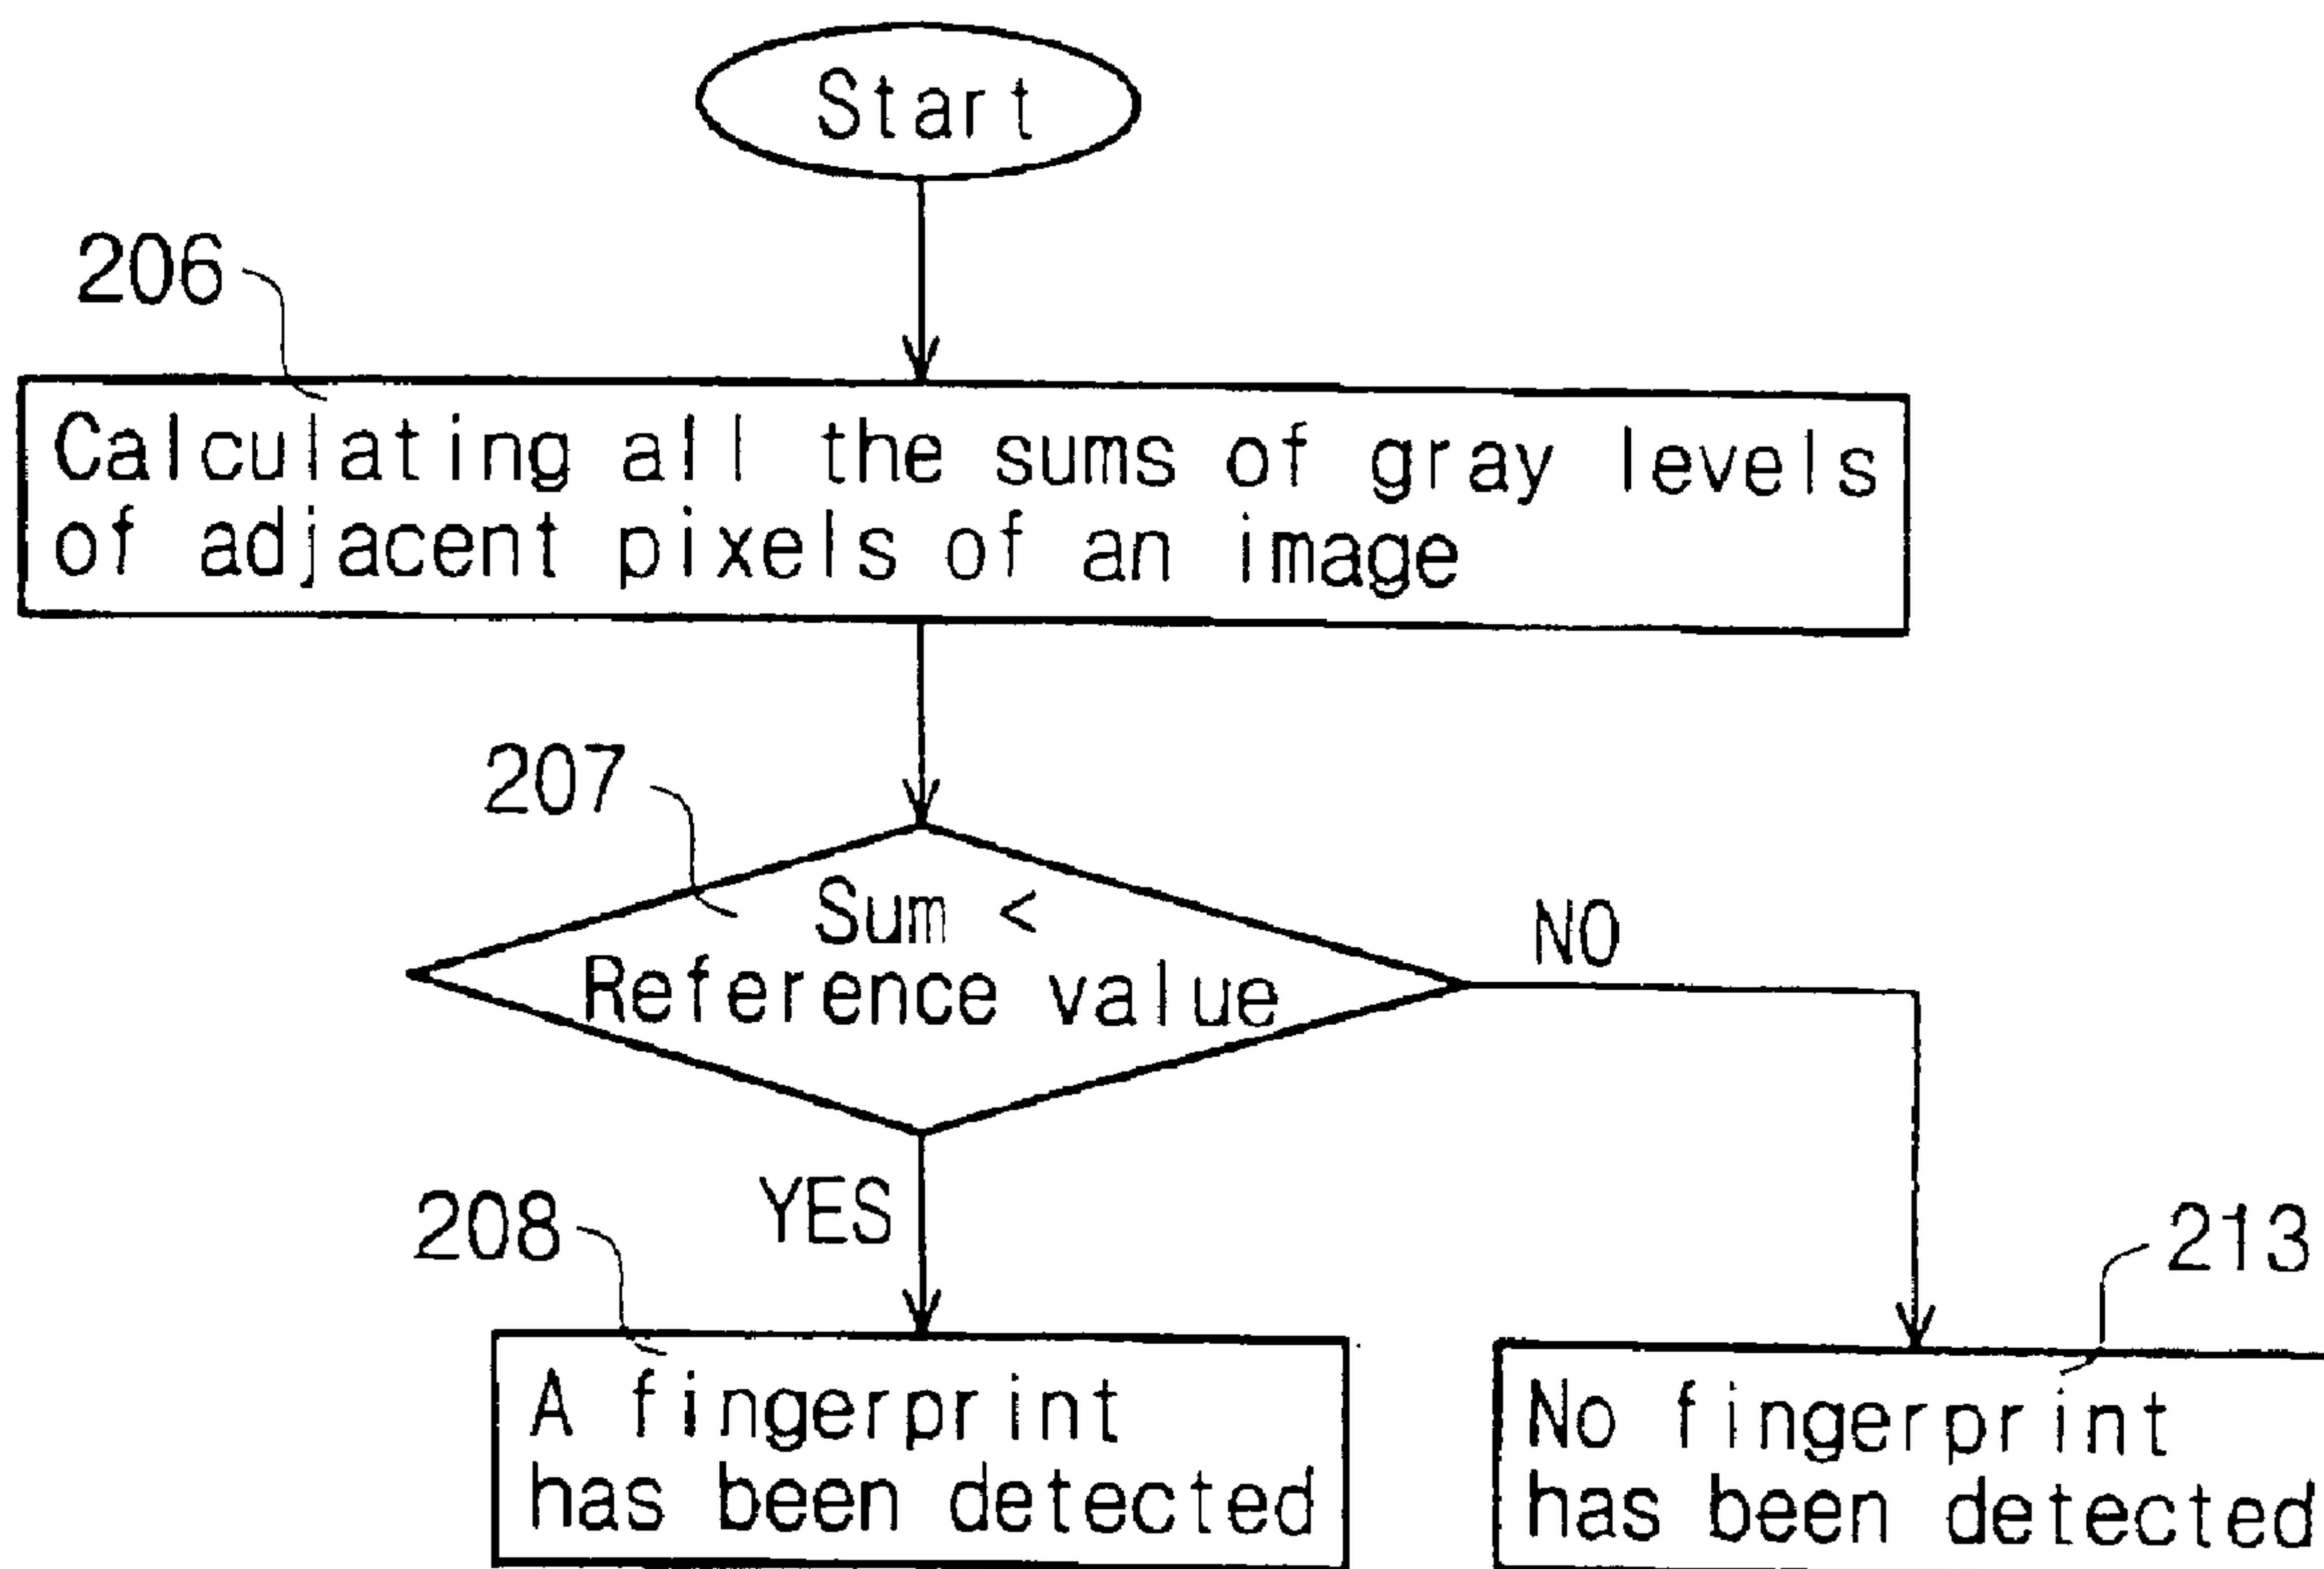 Start
206
Calculating all the sums of gray levels
of adjacent pixels of an image
207
Sum <
Reference value
NO
YES
208
213
A fingerprint
has been detected
No fingerprint
has been detected